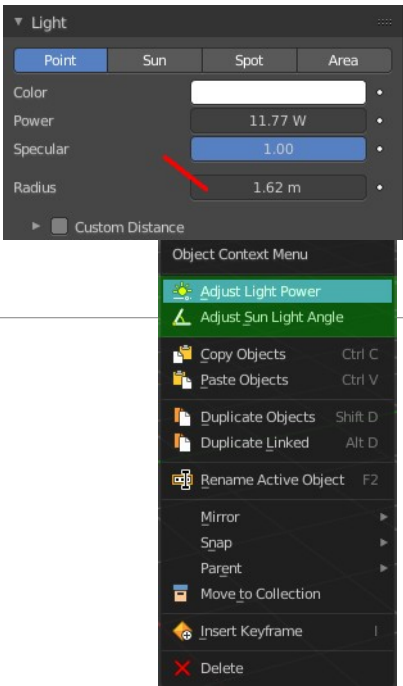 Light
Point Sun Spot Area
Color
Power 11.77 W
Specular 1.00
Radius 1.62 m
Custom Distance
Object Context Menu
Adjust Light Power
Adjust Sun Light Angle
Copy Objects Ctrl C
Paste Objects Ctrl V
Duplicate Objects Shift D
Duplicate Linked Alt D
Rename Active Object F2
Mirror
Snap
Parent
Move to Collection
Insert Keyframe I
Delete